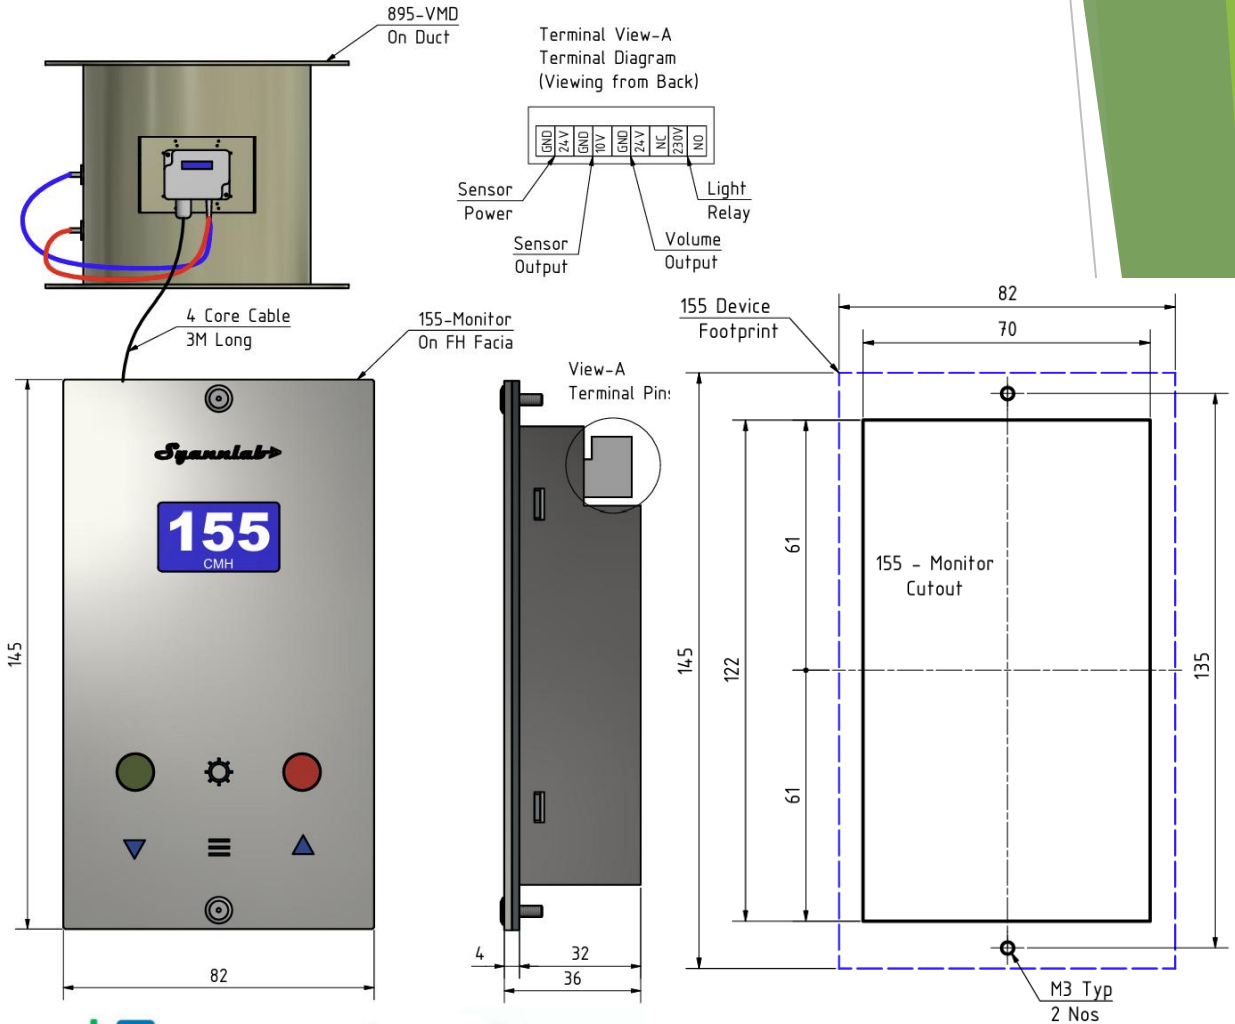 895-VMD
On Duct
Terminal View-A
Terminal Diagram
(Viewing from Back)
GND
24V
GND
10V
GND
24V
NC
230V
NO
Sensor
Power
Sensor
Output
Volume
Output
Light
Relay
4 Core Cable
3M Long
155-Monitor
On FH Facia
155 Device
Footprint
82
70
View-A
Terminal Pins
Syannlab
155
CMH
145
82
4
32
36
145
122
61
61
135
155 - Monitor
Cutout
M3 Typ
2 Nos